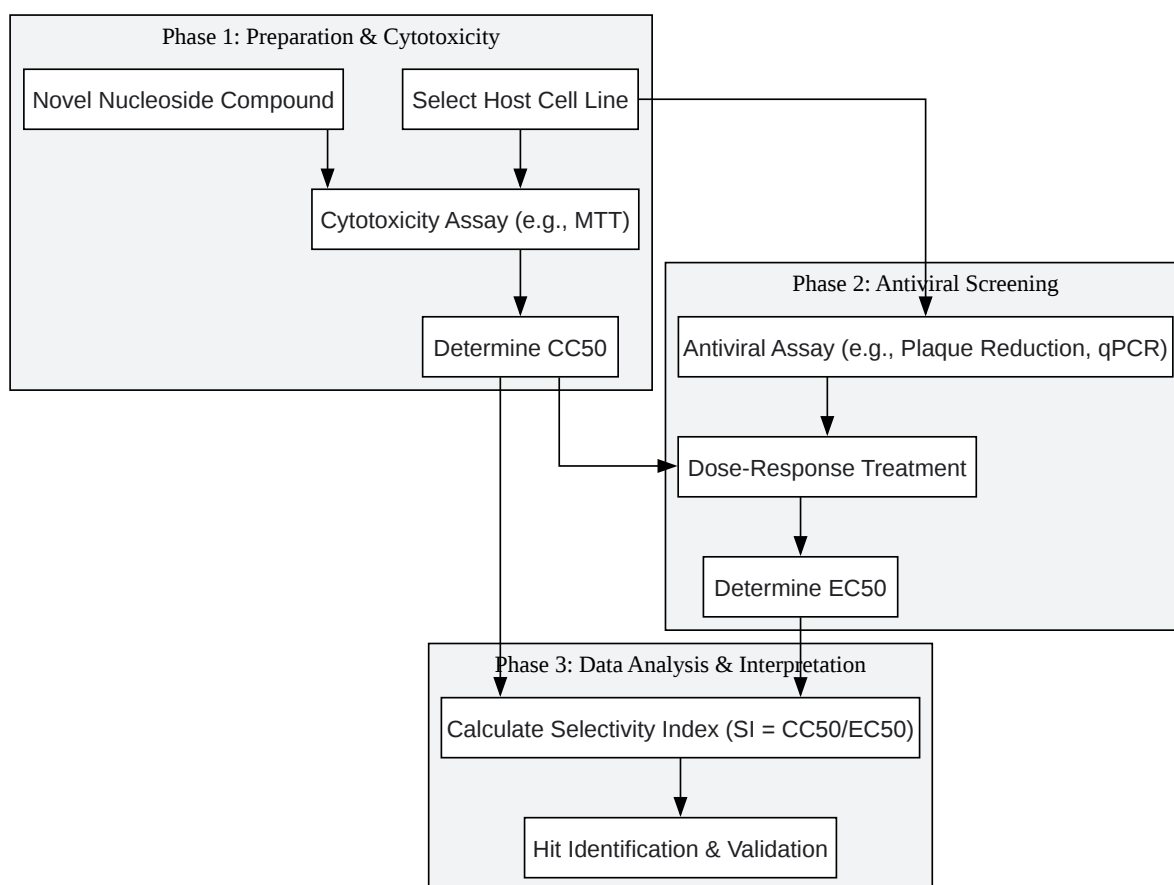 Phase 1: Preparation & Cytotoxicity
Novel Nucleoside Compound
Select Host Cell Line
Cytotoxicity Assay (e.g., MTT)
Determine CC50
Phase 2: Antiviral Screening
Antiviral Assay (e.g., Plaque Reduction, qPCR)
Dose-Response Treatment
Determine EC50
Phase 3: Data Analysis & Interpretation
Calculate Selectivity Index (SI = CC50/EC50)
Hit Identification & Validation